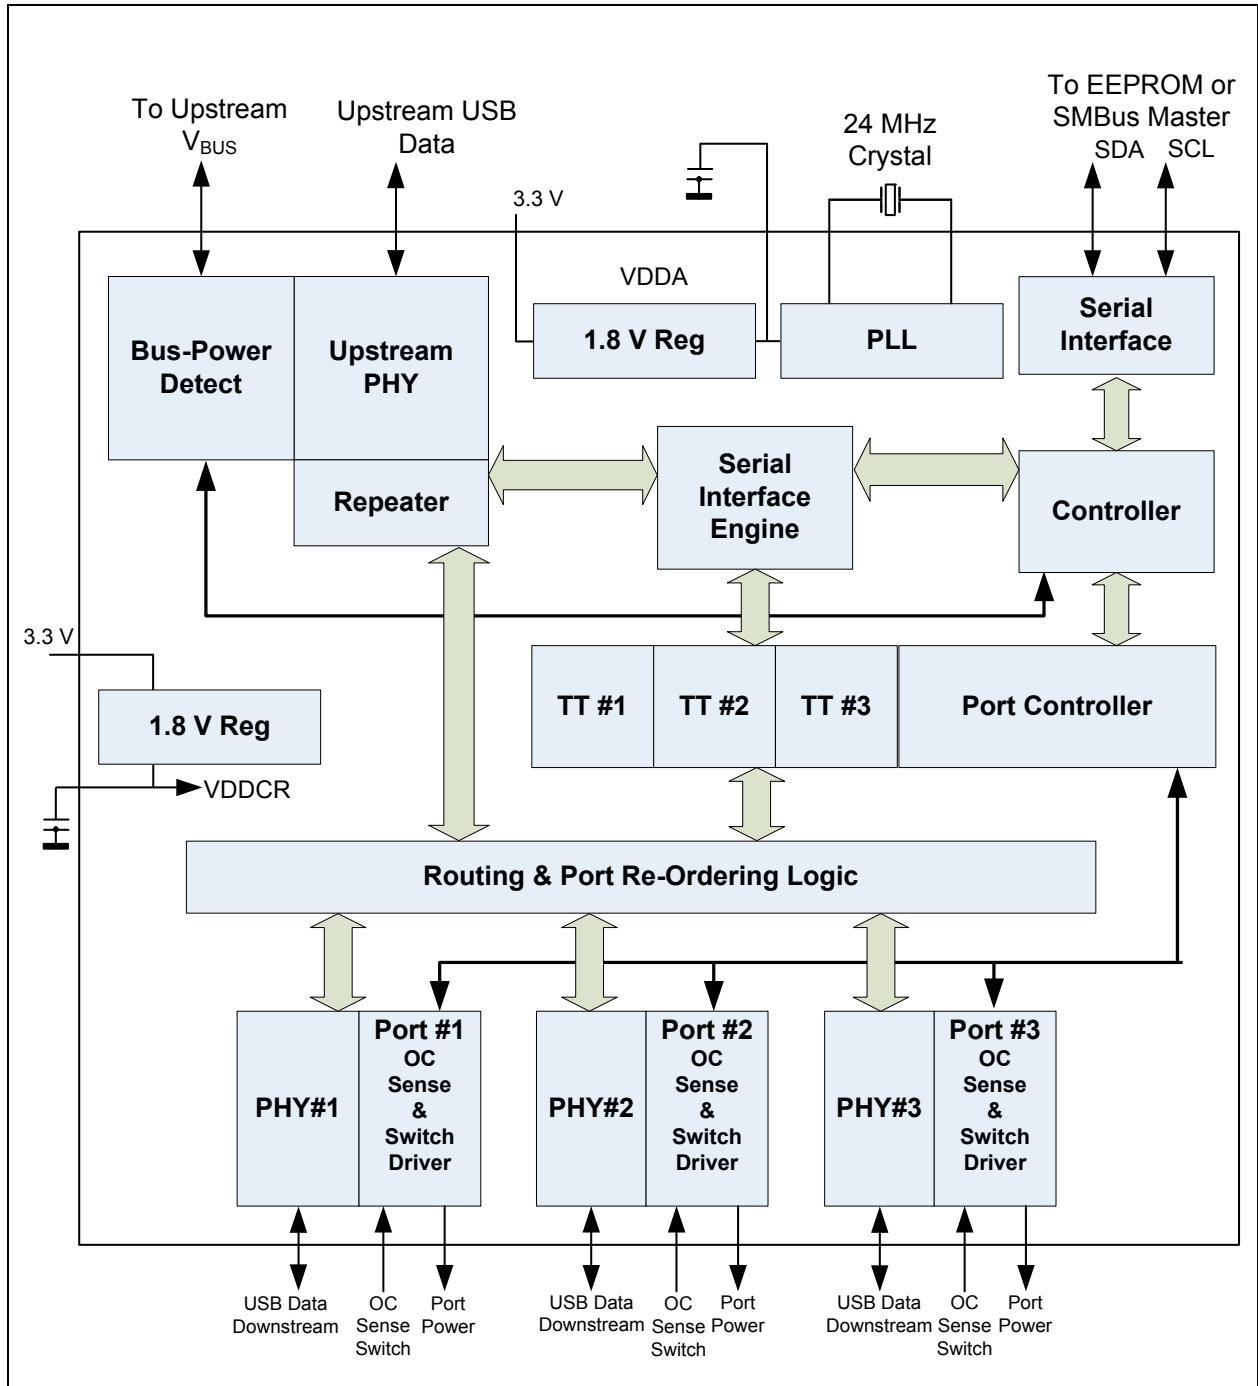 To Upstream
VBUS
Upstream USB
Data
3.3 V
24 MHz
Crystal
To EEPROM or
SMBus Master
SDA
SCL
VDDA
Bus-Power
Detect
Upstream
PHY
1.8 V Reg
PLL
Serial
Interface
Repeater
Serial
Interface
Engine
Controller
3.3 V
1.8 V Reg
VDDCR
TT #1
TT #2
TT #3
Port Controller
Routing & Port Re-Ordering Logic
PHY#1
Port #1
OC
Sense
&
Switch
Driver
PHY#2
Port #2
OC
Sense
&
Switch
Driver
PHY#3
Port #3
OC
Sense
&
Switch
Driver
USB Data
Downstream
OC
Sense
Switch
Port
Power
USB Data
Downstream
OC
Sense
Switch
Port
Power
USB Data
Downstream
OC
Sense
Switch
Port
Power